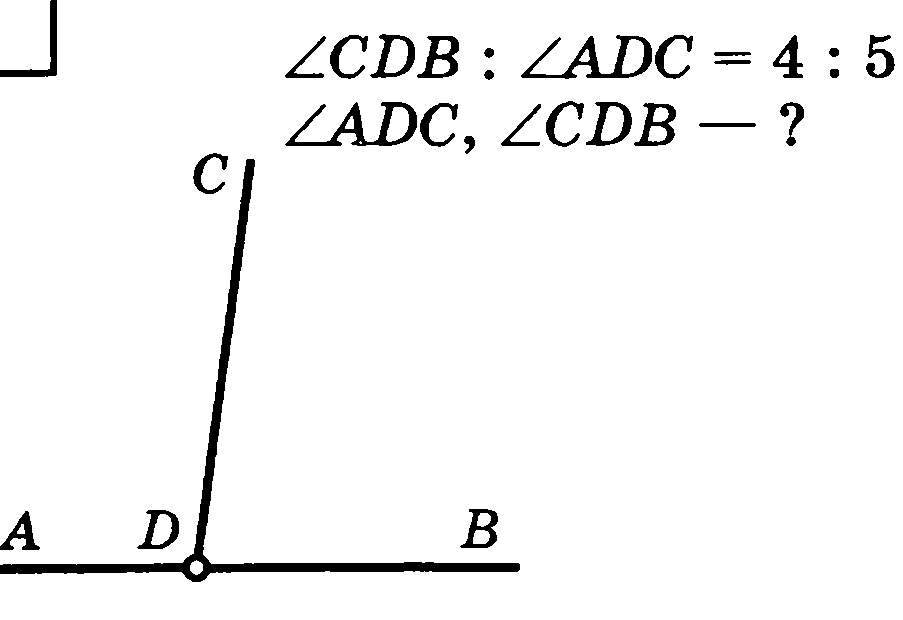 ∠CDB : ∠ADC = 4 : 5
∠ADC, ∠CDB — ?
C
A D B